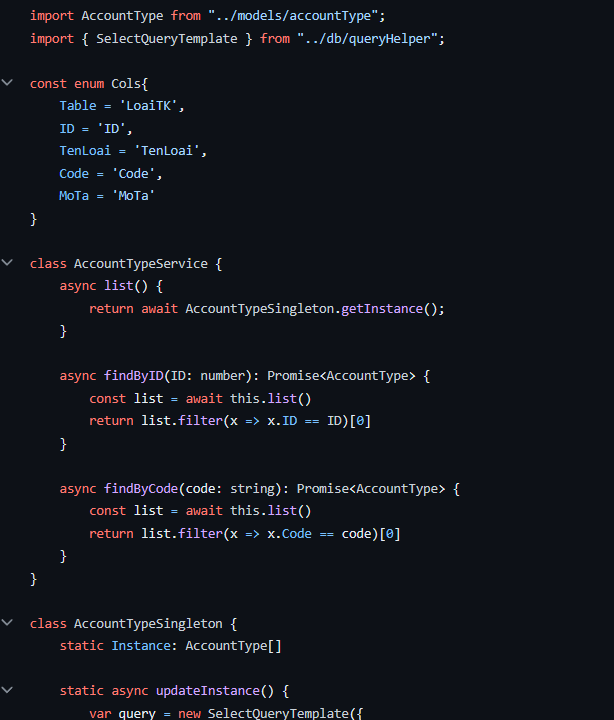 import AccountType from "../models/accountType";
import { SelectQueryTemplate } from "../db/queryHelper";
const enum Cols{
Table = 'LoaiTK',
ID = 'ID',
TenLoai = 'TenLoai',
Code = 'Code',
MoTa = 'MoTa'
}
class AccountTypeService {
async list() {
return await AccountTypeSingleton.getInstance();
}
async findByID(ID: number): Promise<AccountType> {
const list = await this.list()
return list.filter(x => x.ID == ID)[0]
}
async findByCode(code: string): Promise<AccountType> {
const list = await this.list()
return list.filter(x => x.Code == code)[0]
}
}
class AccountTypeSingleton {
static Instance: AccountType[]
static async updateInstance() {
var query = new SelectQueryTemplate({